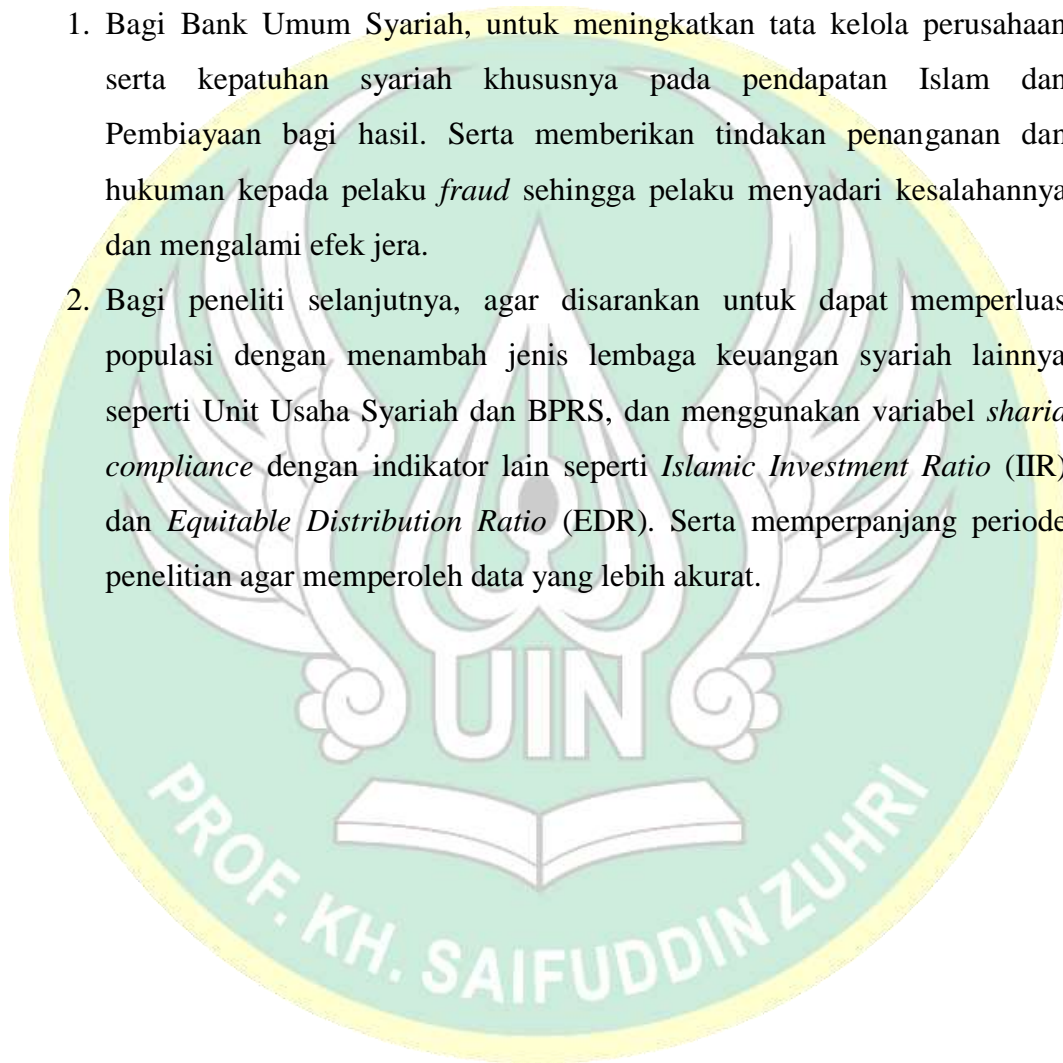 1. Bagi Bank Umum Syariah, untuk meningkatkan tata kelola perusahaan
serta kepatuhan syariah khususnya pada pendapatan Islam dan
Pembiayaan bagi hasil. Serta memberikan tindakan penanganan dan
hukuman kepada pelaku fraud sehingga pelaku menyadari kesalahannya
dan mengalami efek jera.
2. Bagi peneliti selanjutnya, agar disarankan untuk dapat memperluas
populasi dengan menambah jenis lembaga keuangan syariah lainnya
seperti Unit Usaha Syariah dan BPRS, dan menggunakan variabel sharia
compliance dengan indikator lain seperti Islamic Investment Ratio (IIR)
dan Equitable Distribution Ratio (EDR). Serta memperpanjang periode
penelitian agar memperoleh data yang lebih akurat.
UIN
PROF. KH. SAIFUDDIN ZUHRI